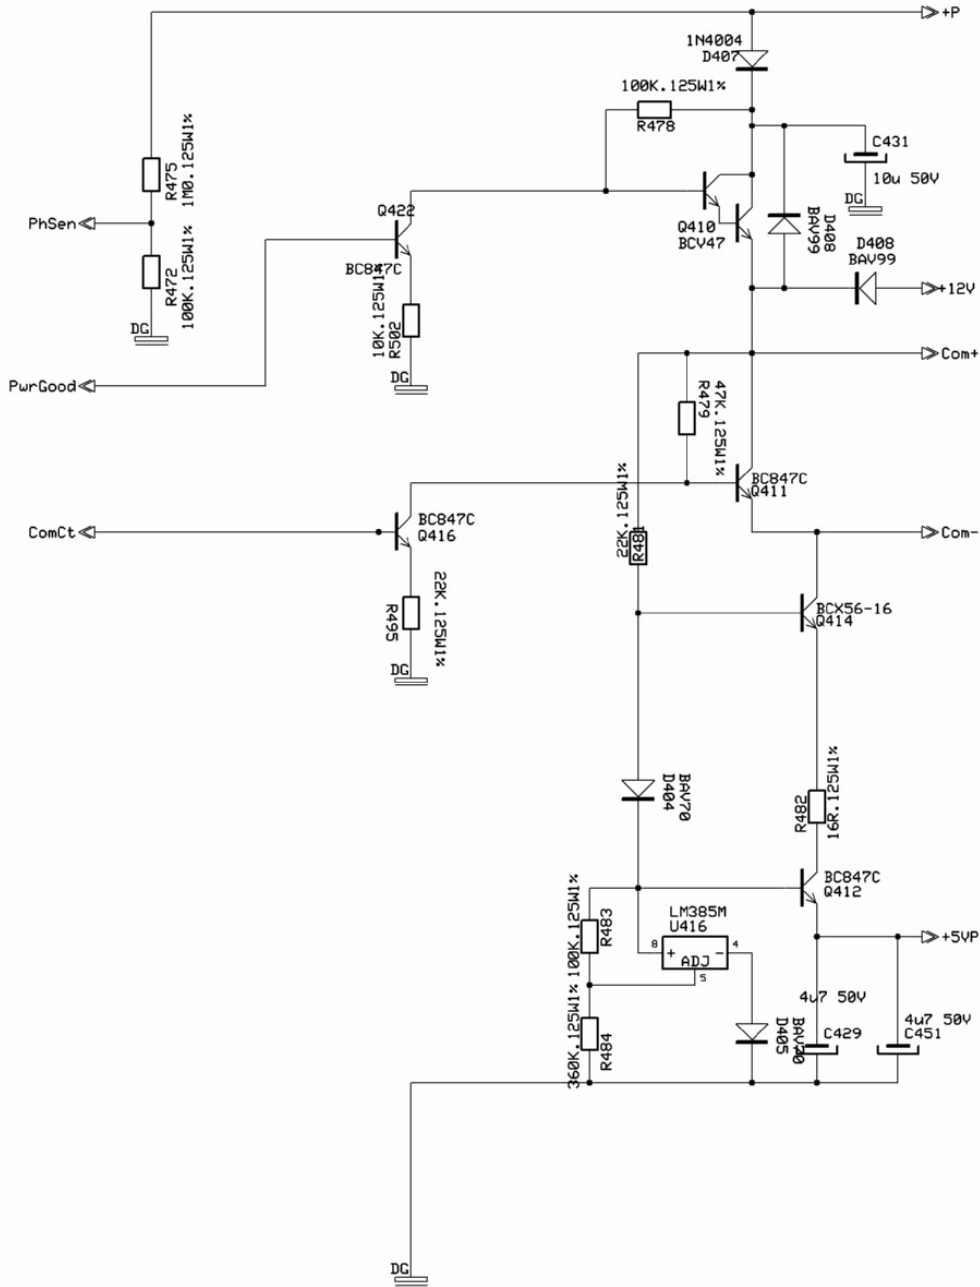 +P
1N4004
D407
100K.125W1%
R478
C431
10u 50V
DG
R475
1M0.125W1%
PhSen
R472
100K.125W1%
DG
Q422
BC847C
Q410
BCV47
D408
BAV99
D408
BAV99
+12V
10K.125W1%
R502
DG
PwrGood
Com+
R479
47K.125W1%
BC847C
Q411
22K.125W1%
R481
ComCt
BC847C
Q416
Com-
R495
22K.125W1%
DG
BCX56-16
Q414
D404
BAV70
R482
16R.125W1%
BC847C
Q412
100K.125W1%
R483
LM385M
U416
8
+
-
4
ADJ
5
+5VP
360K.125W1%
R484
D405
BAV70
4u7 50V
C429
4u7 50V
C451
DG